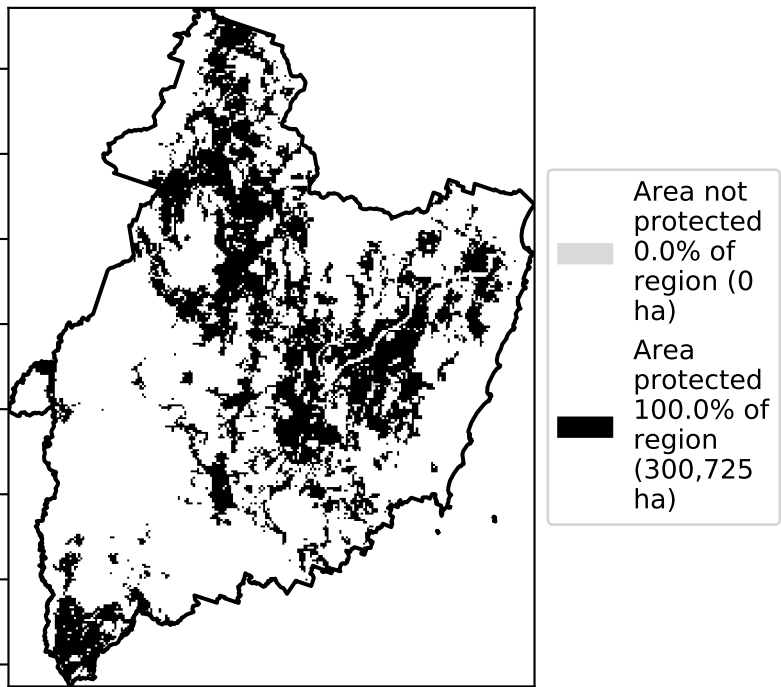 Area not
protected
0.0% of
region (0
ha)
Area
protected
100.0% of
region
(300,725
ha)